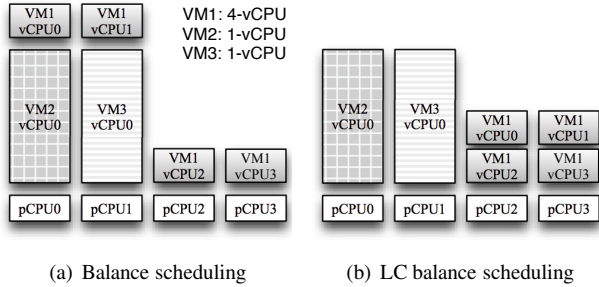 VM1 vCPU0
VM1 vCPU1
VM1: 4-vCPU
VM2: 1-vCPU
VM3: 1-vCPU
VM2 vCPU0
VM3 vCPU0
VM1 vCPU2
VM1 vCPU3
pCPU0
pCPU1
pCPU2
pCPU3
(a) Balance scheduling
VM2 vCPU0
VM3 vCPU0
VM1 vCPU0
VM1 vCPU1
VM1 vCPU2
VM1 vCPU3
pCPU0
pCPU1
pCPU2
pCPU3
(b) LC balance scheduling